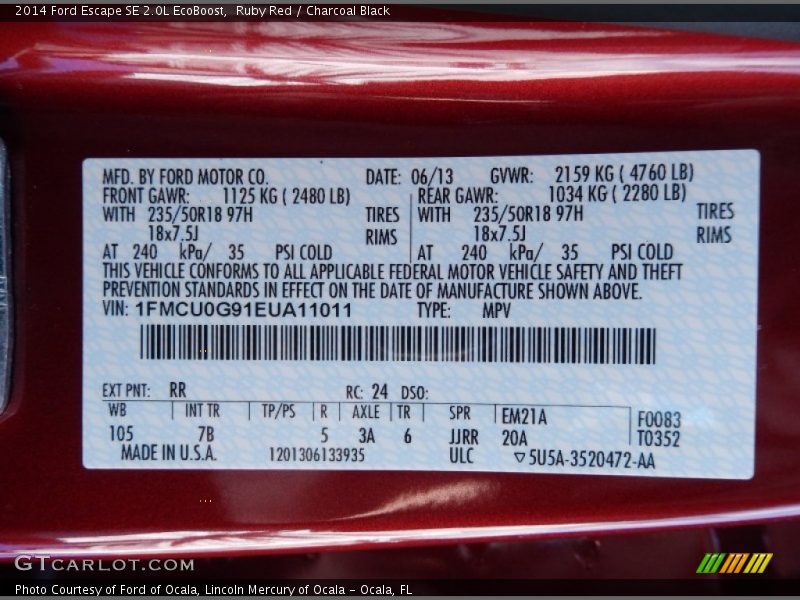 2014 Ford Escape SE 2.0L EcoBoost, Ruby Red / Charcoal Black
MFD. BY FORD MOTOR CO. DATE: 06/13 GVWR: 2159 KG ( 4760 LB)
FRONT GAWR: 1125 KG ( 2480 LB) REAR GAWR: 1034 KG ( 2280 LB)
WITH 235/50R18 97H TIRES WITH 235/50R18 97H TIRES
18x7.5J RIMS 18x7.5J RIMS
AT 240 kPa/ 35 PSI COLD AT 240 kPa/ 35 PSI COLD
THIS VEHICLE CONFORMS TO ALL APPLICABLE FEDERAL MOTOR VEHICLE SAFETY AND THEFT
PREVENTION STANDARDS IN EFFECT ON THE DATE OF MANUFACTURE SHOWN ABOVE.
VIN: 1FMCU0G91EUA11011 TYPE: MPV
EXT PNT: RR RC: 24 DSO:
WB INT TR TP/PS R AXLE TR SPR EM21A F0083
105 7B 5 3A 6 JJRR 20A T0352
MADE IN U.S.A. 1201306133935 ULC ▽5U5A-3520472-AA
GTCARLOT.COM
Photo Courtesy of Ford of Ocala, Lincoln Mercury of Ocala - Ocala, FL